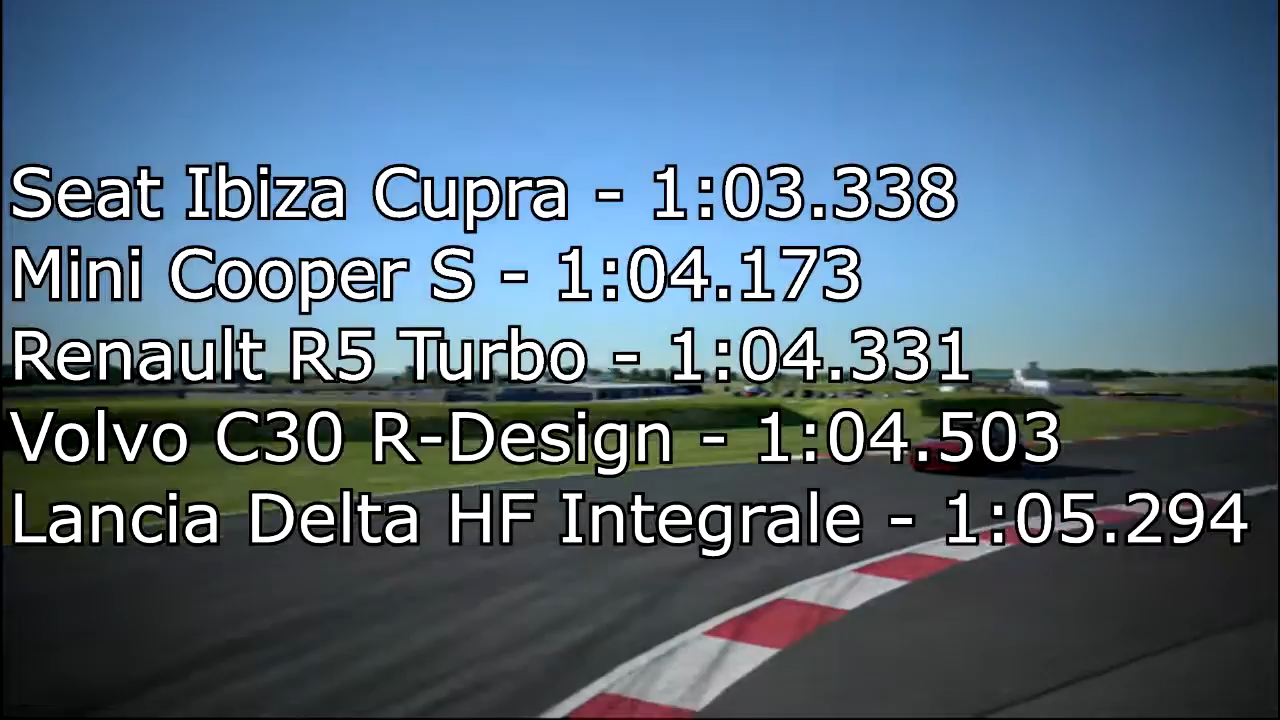 Seat Ibiza Cupra - 1:03.338
Mini Cooper S - 1:04.173
Renault R5 Turbo - 1:04.331
Volvo C30 R-Design - 1:04.503
Lancia Delta HF Integrale - 1:05.294